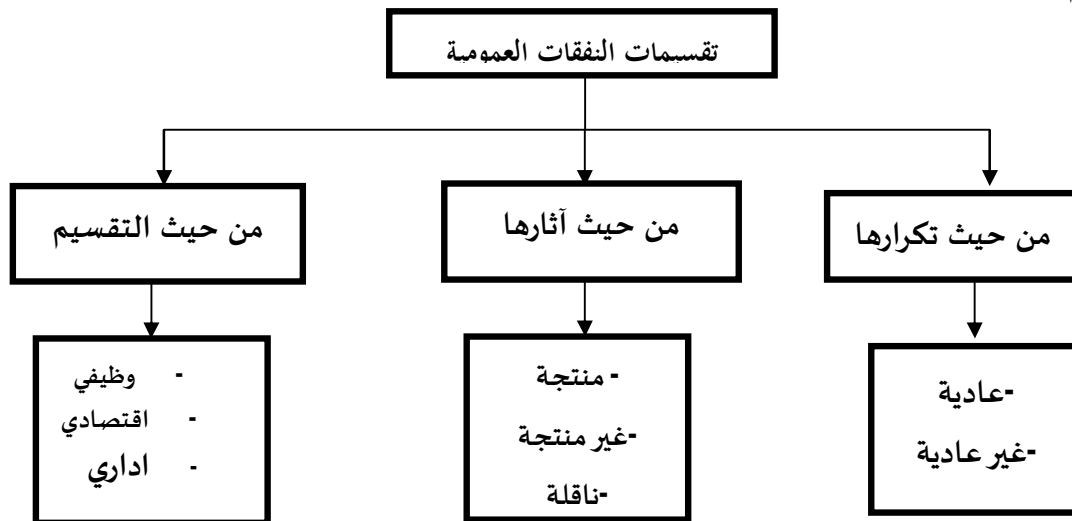 تقسيمات النفقات العمومية
من حيث تكرارها
من حيث آثارها
من حيث التقسيم
-عادية
-غير عادية
- منتجة
-غير منتجة
-ناقلة
- وظيفي
- اقتصادي
- اداري